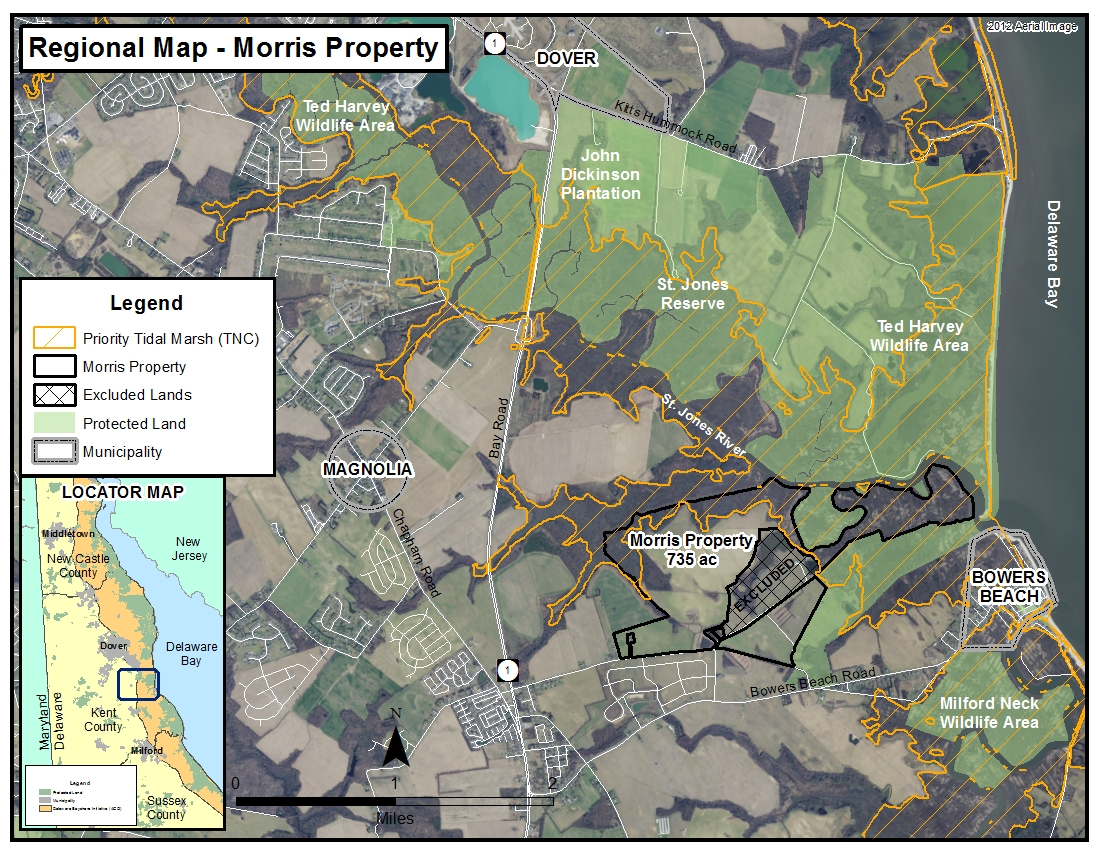 Regional Map - Morris Property
2012 Aerial Image
1
DOVER
Kitts Hummock Road
Ted Harvey
Wildlife Area
John
Dickinson
Plantation
Delaware Bay
St. Jones
Reserve
Ted Harvey
Wildlife Area
Legend
Priority Tidal Marsh (TNC)
Morris Property
Excluded Lands
Protected Land
Municipality
Bay Road
St. Jones River
MAGNOLIA
Chapham Road
Morris Property
735 ac
EXCLUDED
BOWERS
BEACH
1
Bowers Beach Road
Milford Neck
Wildlife Area
LOCATOR MAP
Middletown
New Castle
County
New
Jersey
Dover
Delaware
Bay
Maryland
Delaware
Kent
County
Milford
Sussex
County
Legend
Protected Land
Municipality
N
0
1
2
Miles